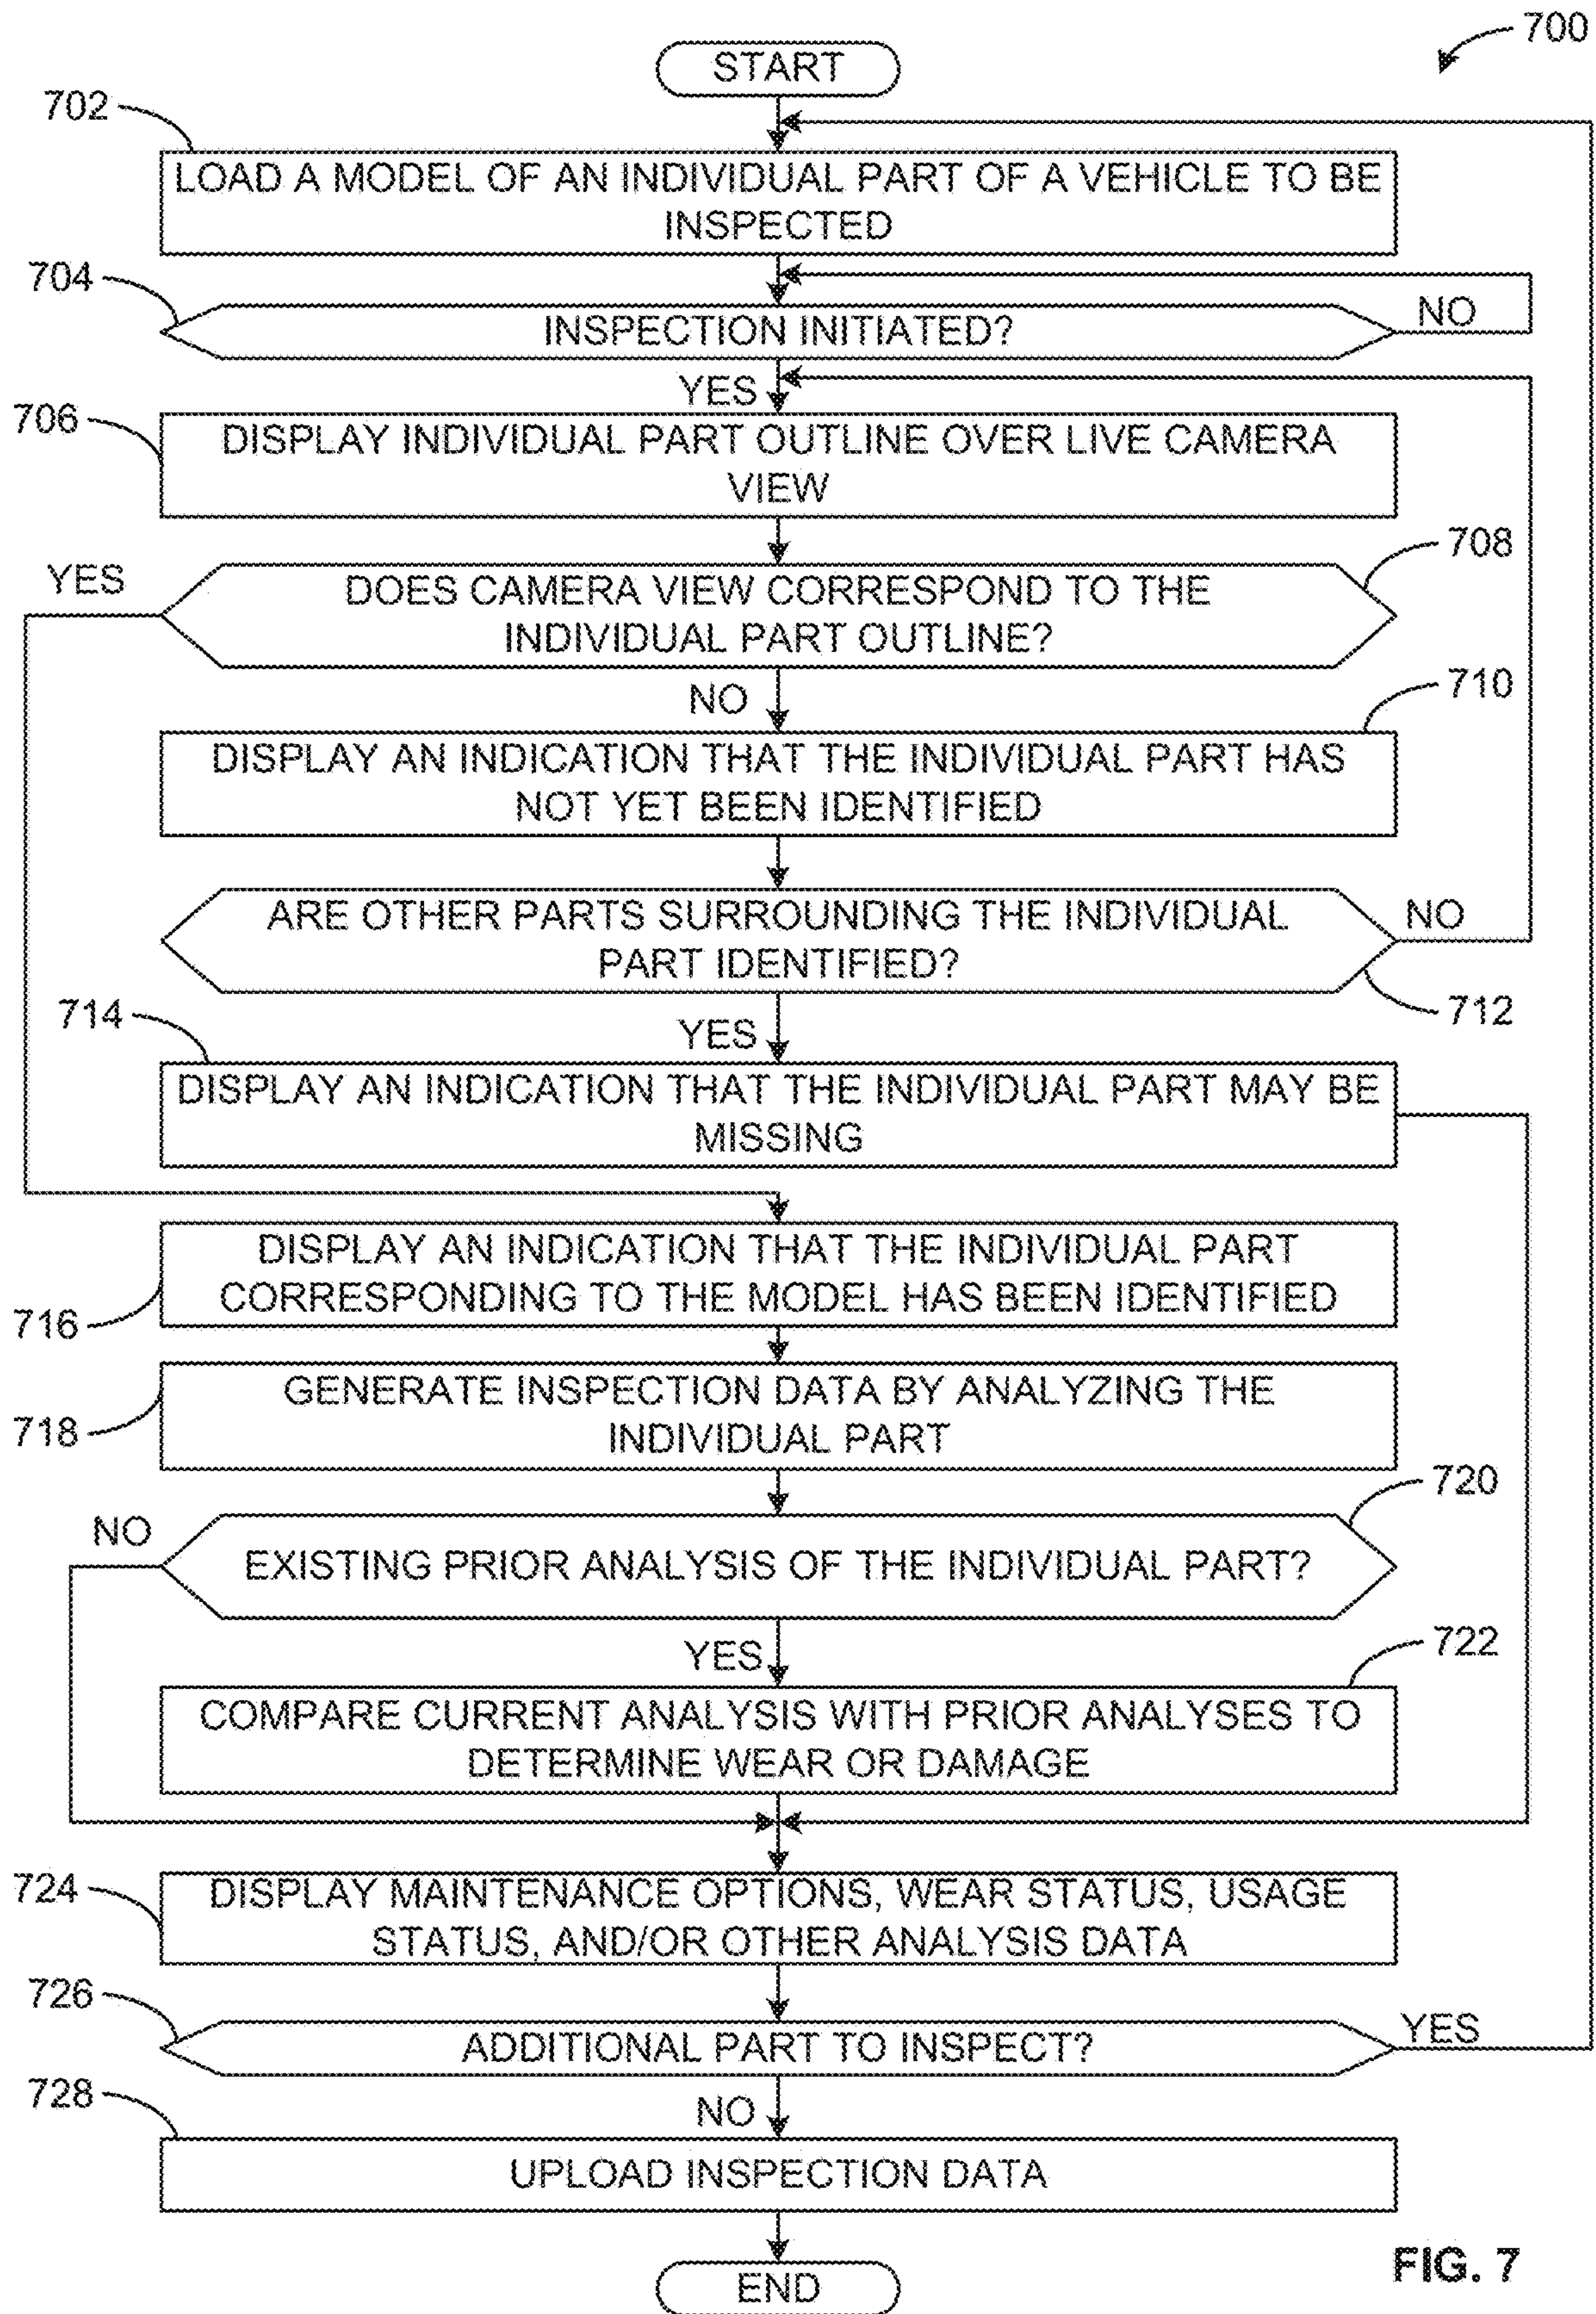 700
START
702
LOAD A MODEL OF AN INDIVIDUAL PART OF A VEHICLE TO BE
INSPECTED
704
INSPECTION INITIATED?
NO
YES
706
DISPLAY INDIVIDUAL PART OUTLINE OVER LIVE CAMERA
VIEW
708
YES
DOES CAMERA VIEW CORRESPOND TO THE
INDIVIDUAL PART OUTLINE?
NO
710
DISPLAY AN INDICATION THAT THE INDIVIDUAL PART HAS
NOT YET BEEN IDENTIFIED
ARE OTHER PARTS SURROUNDING THE INDIVIDUAL
PART IDENTIFIED?
NO
712
714
YES
DISPLAY AN INDICATION THAT THE INDIVIDUAL PART MAY BE
MISSING
DISPLAY AN INDICATION THAT THE INDIVIDUAL PART
CORRESPONDING TO THE MODEL HAS BEEN IDENTIFIED
716
GENERATE INSPECTION DATA BY ANALYZING THE
INDIVIDUAL PART
718
720
NO
EXISTING PRIOR ANALYSIS OF THE INDIVIDUAL PART?
YES
722
COMPARE CURRENT ANALYSIS WITH PRIOR ANALYSES TO
DETERMINE WEAR OR DAMAGE
724
DISPLAY MAINTENANCE OPTIONS, WEAR STATUS, USAGE
STATUS, AND/OR OTHER ANALYSIS DATA
726
ADDITIONAL PART TO INSPECT?
YES
728
NO
UPLOAD INSPECTION DATA
END
FIG. 7